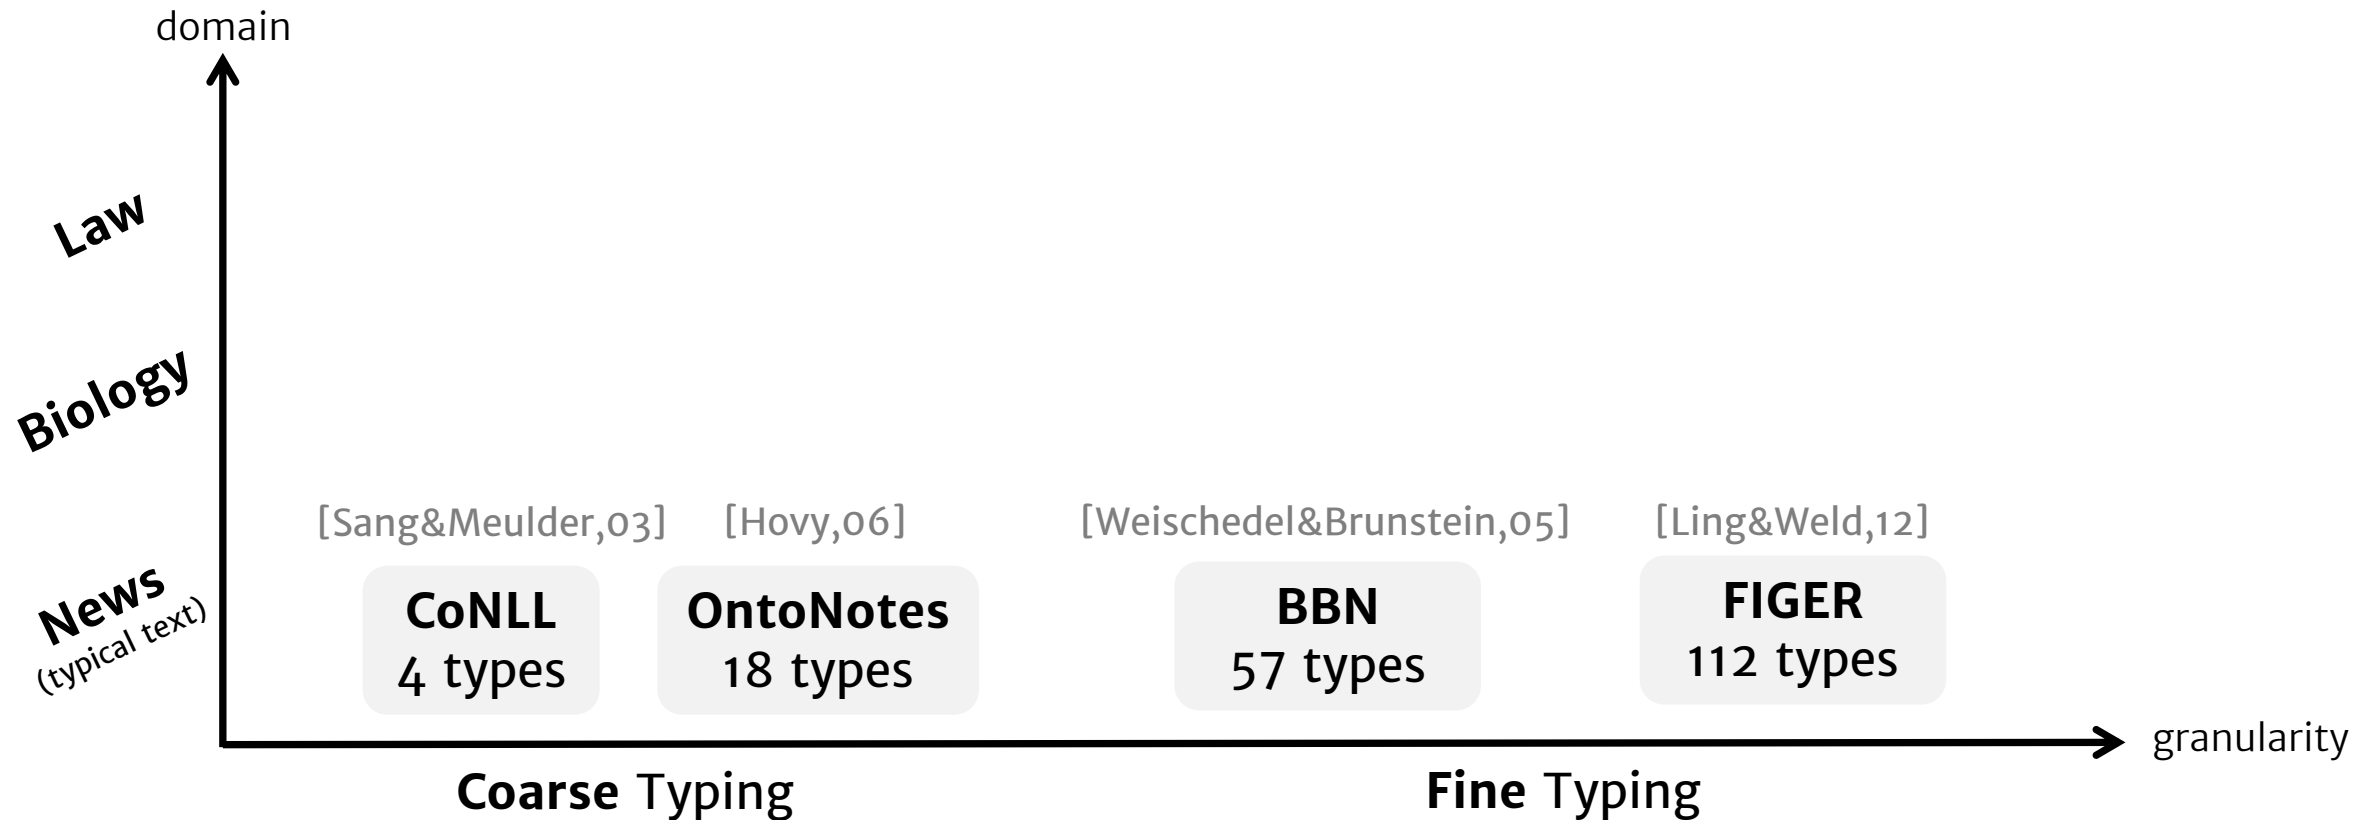 domain
Law
Biology
News
(typical text)
[Sang&Meulder,03]
[Hovy,06]
[Weischedel&Brunstein,05]
[Ling&Weld,12]
CoNLL
4 types
OntoNotes
18 types
BBN
57 types
FIGER
112 types
granularity
Coarse Typing
Fine Typing